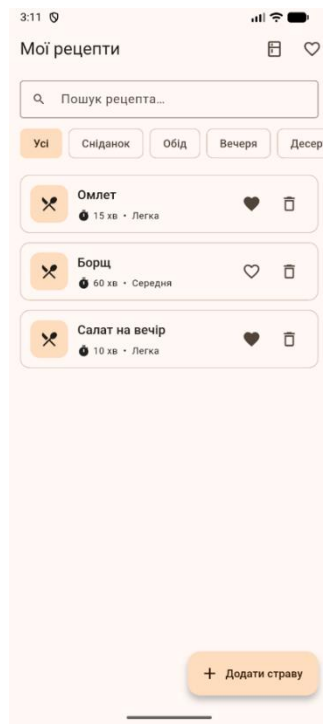 3:11
Мої рецепти
Пошук рецепта...
Усі Сніданок Обід Вечеря Десер
Омлет
15 хв • Легка
Борщ
60 хв • Середня
Салат на вечір
10 хв • Легка
+ Додати страву